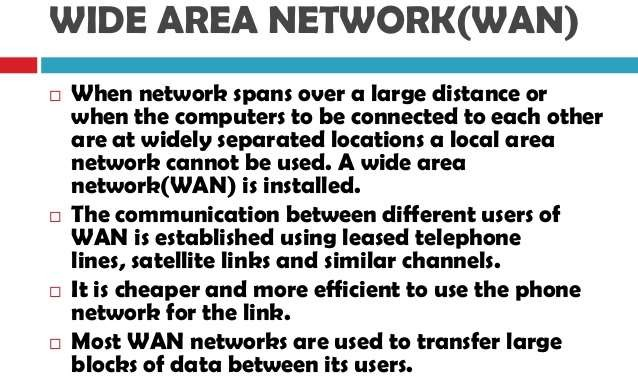 WIDE AREA NETWORK(WAN)
When network spans over a large distance or
when the computers to be connected to each other
are at widely separated locations a local area
network cannot be used. A wide area
network(WAN) is installed.
The communication between different users of
WAN is established using leased telephone
lines, satellite links and similar channels.
It is cheaper and more efficient to use the phone
network for the link.
Most WAN networks are used to transfer large
blocks of data between its users.